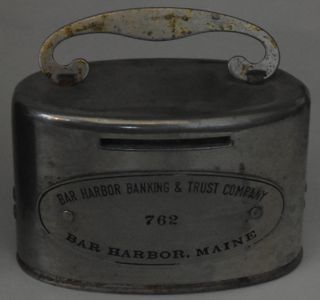 BAR HARBOR BANKING & TRUST COMPANY
762
BAR HARBOR, MAINE